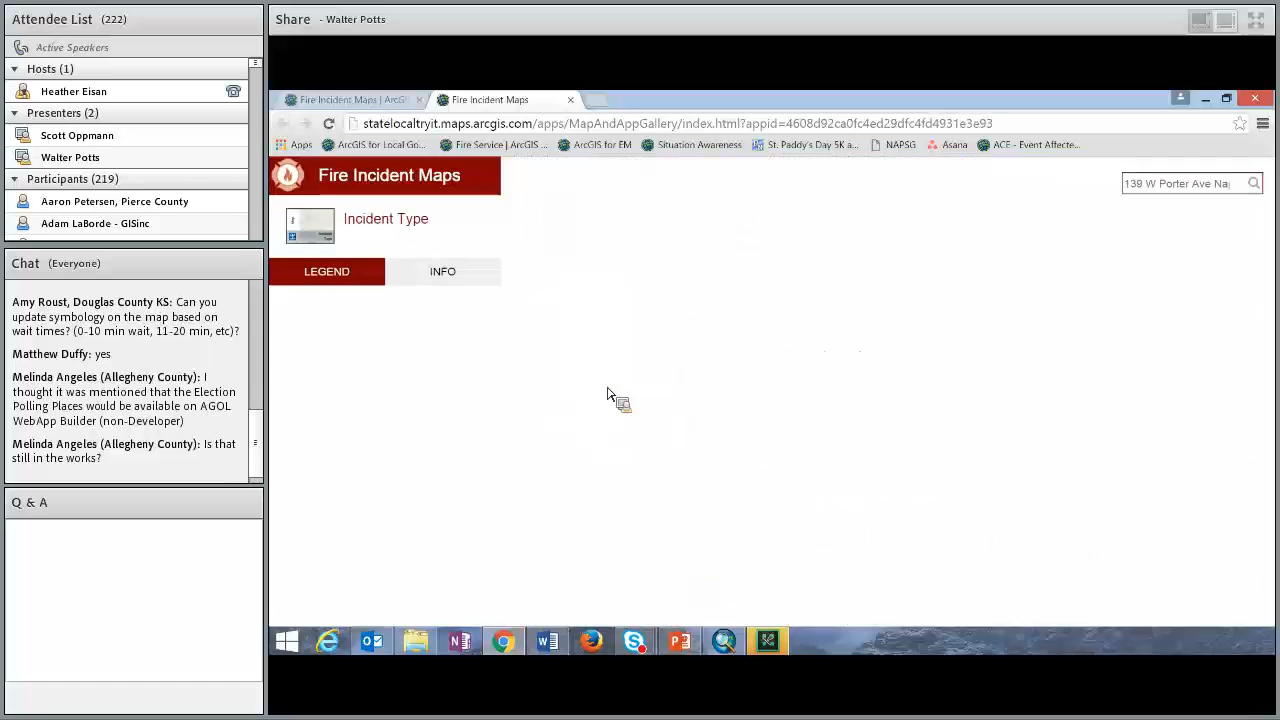 Attendee List (222)
Active Speakers
Hosts (1)
Heather Eisan
Presenters (2)
Scott Oppmann
Walter Potts
Participants (219)
Aaron Petersen, Pierce County
Adam LaBorde - GISinc
Chat (Everyone)
Amy Roust, Douglas County KS: Can you
update symbology on the map based on
wait times? (0-10 min wait, 11-20 min, etc)?
Matthew Duffy: yes
Melinda Angeles (Allegheny County): I
thought it was mentioned that the Election
Polling Places would be available on AGOL
WebApp Builder (non-Developer)
Melinda Angeles (Allegheny County): Is that
still in the works?
Q & A
Share - Walter Potts
Fire Incident Maps | ArcGI
Fire Incident Maps
statelocaltryit.maps.arcgis.com/apps/MapAndAppGallery/index.html?appid=4608d92ca0fc4ed29dfc4fd4931e3e93
Apps ArcGIS for Local Go... Fire Service | ArcGIS ... ArcGIS for EM Situation Awareness St. Paddy's Day 5K a... NAPSG Asana ACE - Event Affecte...
Fire Incident Maps
139 W Porter Ave Na
Incident Type
LEGEND INFO